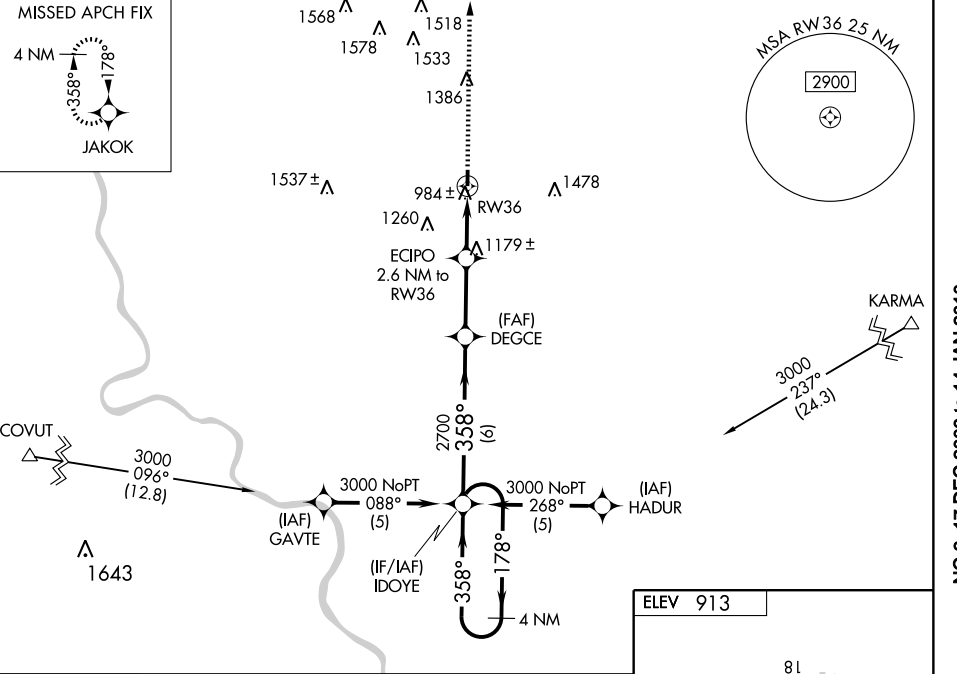 MISSED APCH FIX
4 NM
358°
178°
JAKOK
1568
1518
1578
1533
1386
MSA RW36 25 NM
2900
1537 ±
984 ±
1478
RW36
1260
1179 ±
ECIPO
2.6 NM to
RW36
KARMA
(FAF)
DEGCE
3000
237°
(24.3)
2700
358°
(6)
COVUT
3000
096°
(12.8)
3000 NoPT
088°
(5)
3000 NoPT
268°
(5)
(IAF)
HADUR
(IAF)
GAVTE
(IF/IAF)
IDOYE
358°
178°
4 NM
1643
ELEV 913
18